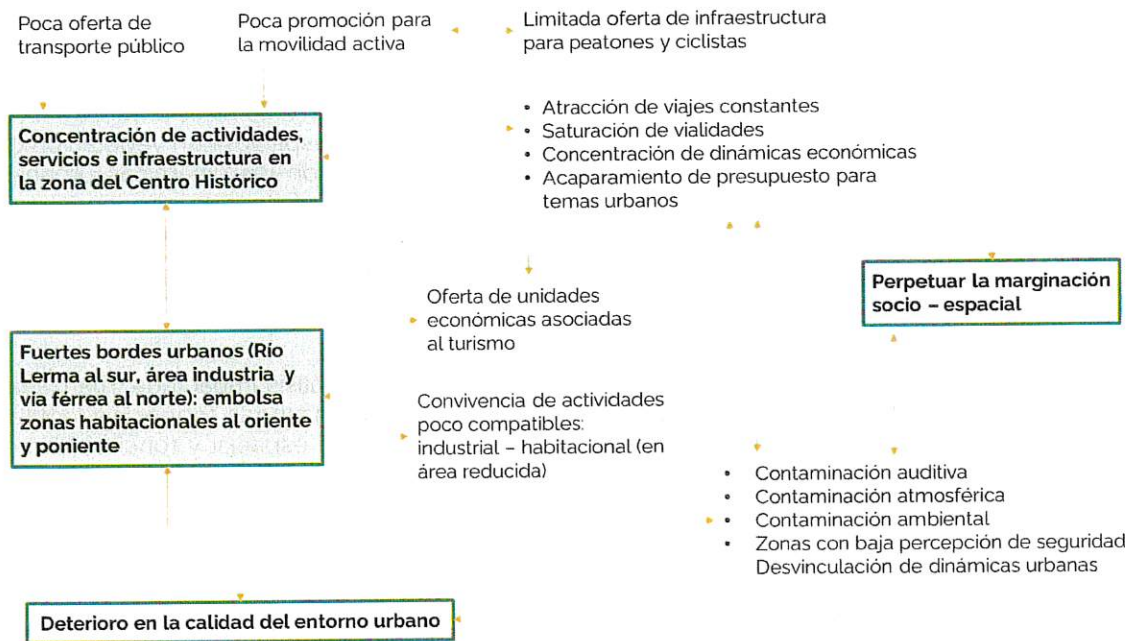 Poca oferta de
transporte público
Poca promoción para
la movilidad activa
Limitada oferta de infraestructura
para peatones y ciclistas
Concentración de actividades,
servicios e infraestructura en
la zona del Centro Histórico
• Atracción de viajes constantes
• Saturación de vialidades
• Concentración de dinámicas económicas
• Acaparamiento de presupuesto para
temas urbanos
Perpetuar la marginación
socio – espacial
Oferta de unidades
económicas asociadas
al turismo
Fuertes bordes urbanos (Río
Lerma al sur, área industria y
vía férrea al norte): embolsa
zonas habitacionales al oriente
y poniente
Convivencia de actividades
poco compatibles:
industrial – habitacional (en
área reducida)
• Contaminación auditiva
• Contaminación atmosférica
• Contaminación ambiental
• Zonas con baja percepción de seguridad
Desvinculación de dinámicas urbanas
Deterioro en la calidad del entorno urbano